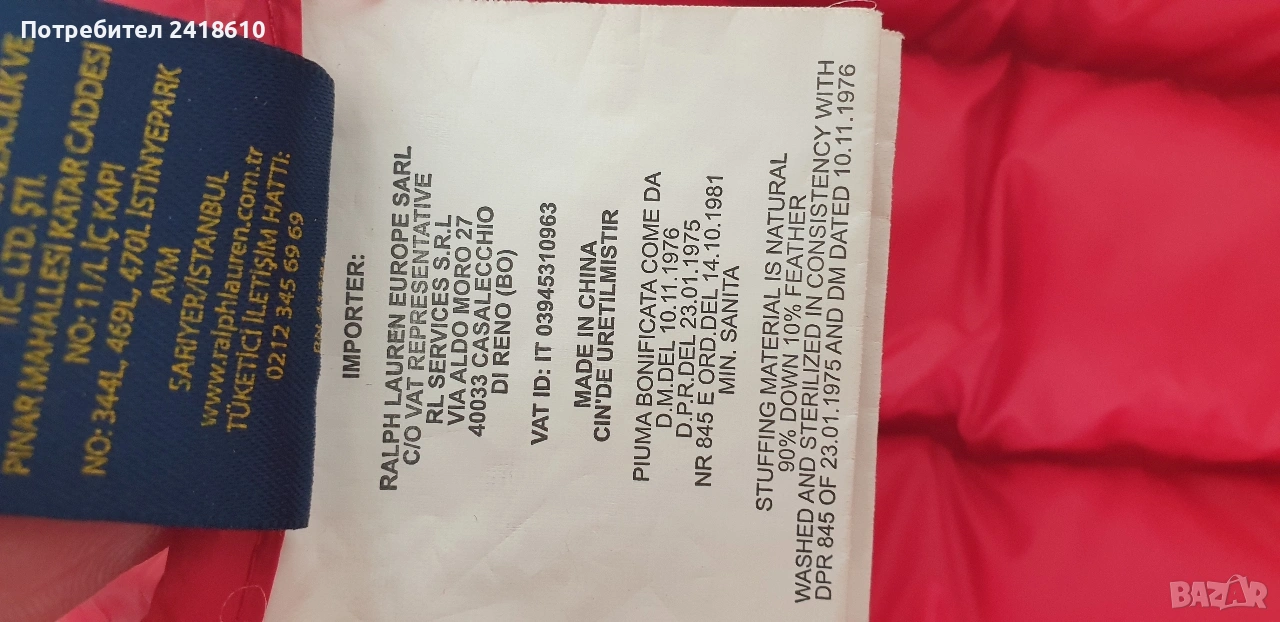 Потребител 2418610
TİC. LTD. ŞTİ.
PINAR MAHALLESİ KATAR CADDESİ
NO: 11/L İÇ KAPI
NO: 344L, 469L, 470L İSTİNYEPARK
AVM
SARIYER/İSTANBUL
www.ralphlauren.com.tr
TÜKETİCİ İLETİŞİM HATTI:
0212 345 69 69
IMPORTER:
RALPH LAUREN EUROPE SARL
C/O VAT REPRESENTATIVE
RL SERVICES S.R.L
VIA ALDO MORO 27
40033 CASALECCHIO
DI RENO (BO)
VAT ID: IT 03945310963
MADE IN CHINA
CIN'DE URETILMISTIR
PIUMA BONIFICATA COME DA
D.M.DEL 10.11.1976
D.P.R.DEL 23.01.1975
NR 845 E ORD.DEL 14.10.1981
MIN. SANITA
STUFFING MATERIAL IS NATURAL
90% DOWN 10% FEATHER
WASHED AND STERILIZED IN CONSISTENCY WITH
DPR 845 OF 23.01.1975 AND DM DATED 10.11.1976
BAZAR